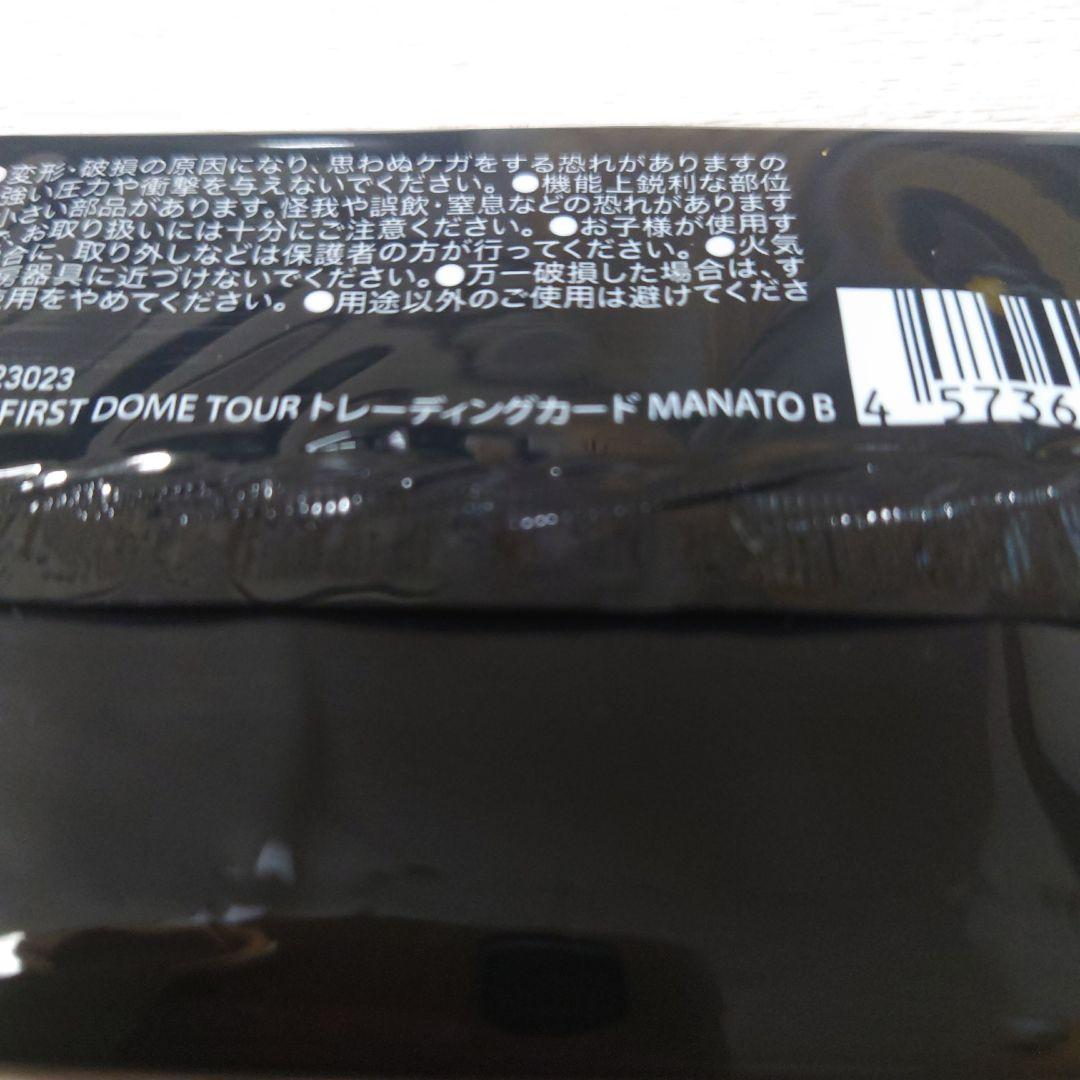 ●変形・破損の原因になり、思わぬケガをする恐れがありますの
強い圧力や衝撃を与えないでください。●機能上鋭利な部位
小さい部品があります。怪我や誤飲・窒息などの恐れがあります
お取り扱いには十分にご注意ください。●お子様が使用す
に、取り外しなどは保護者の方が行ってください。●火気
器具に近づけないでください。●万一破損した場合は、す
用をやめてください。●用途以外のご使用は避けてくださ
23023
FIRST DOME TOUR トレーディングカード MANATO B
4 5736